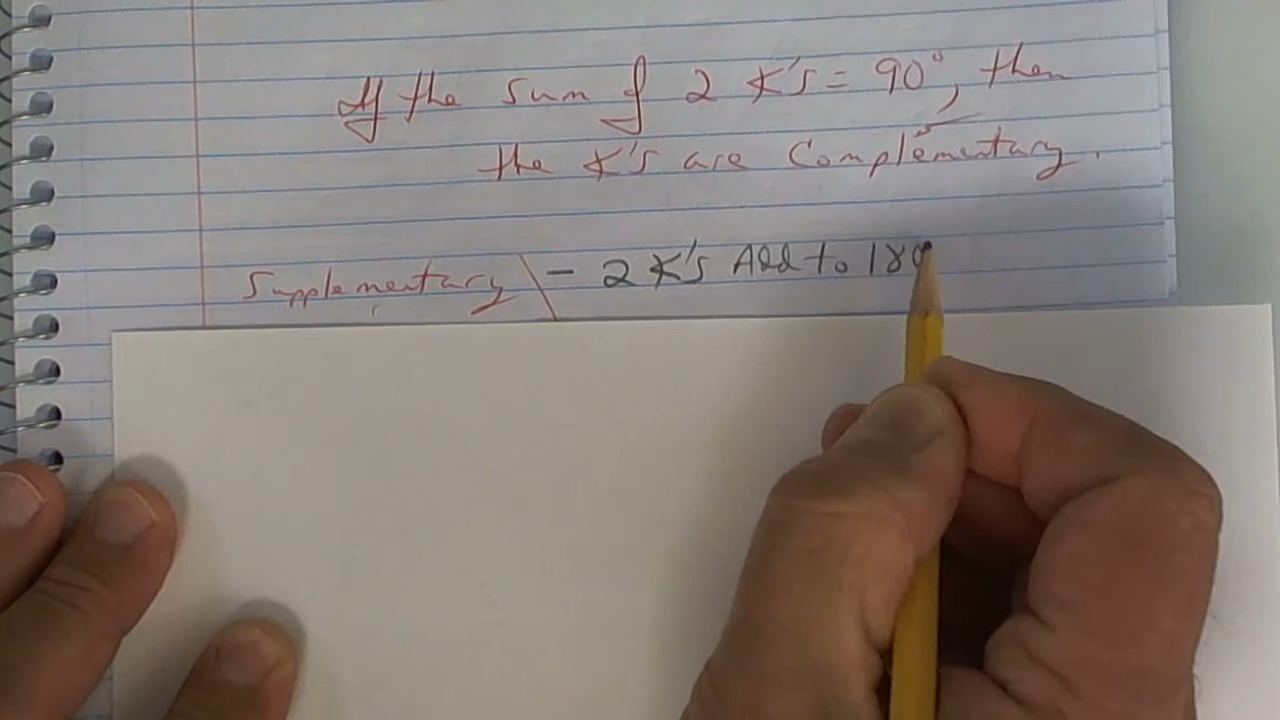 If the sum of 2 ∠'s = 90°, then
the ∠'s are Complementary.
Supplementary \ - 2 ∠'s Add to 180